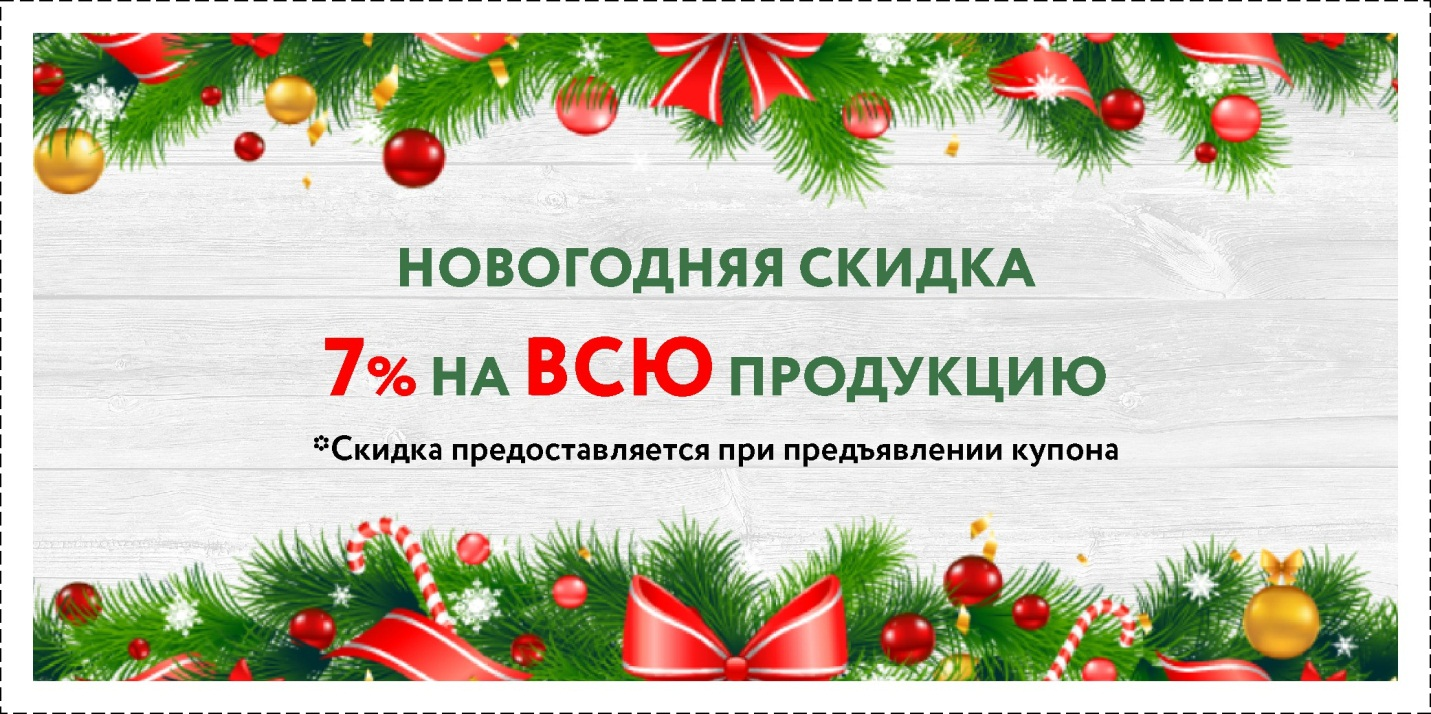 НОВОГОДНЯЯ СКИДКА
7% НА ВСЮ ПРОДУКЦИЮ
*Скидка предоставляется при предъявлении купона